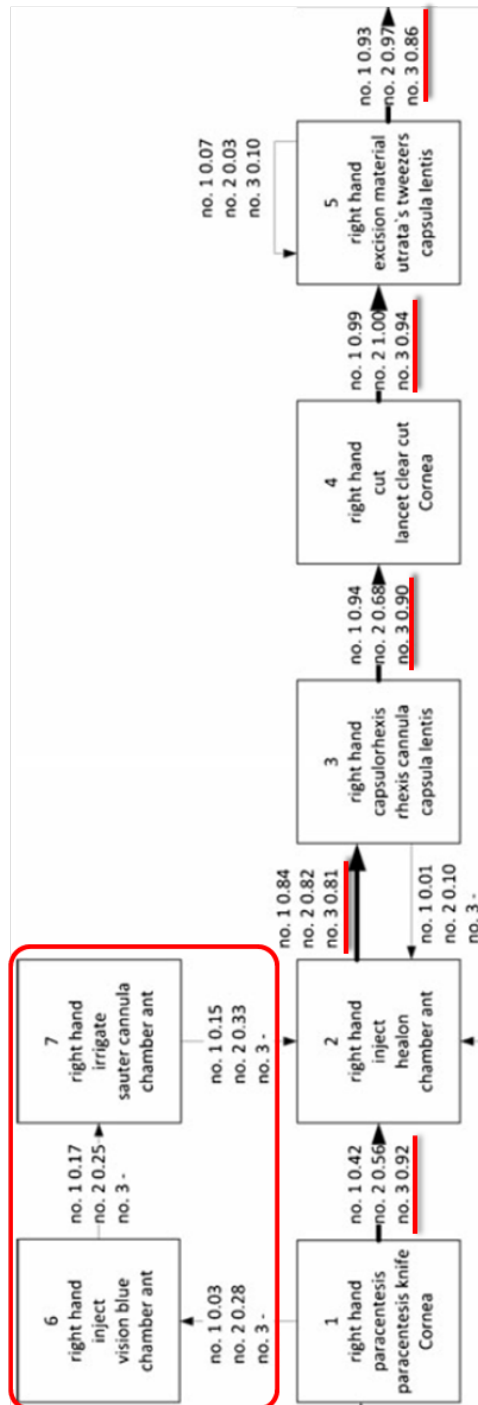 6
right hand
inject
vision blue
chamber ant
no. 1 0.17
no. 2 0.25
no. 3 -
7
right hand
irrigate
sauter cannula
chamber ant
no. 1 0.03
no. 2 0.28
no. 3 -
no. 1 0.15
no. 2 0.33
no. 3 -
1
right hand
paracentesis
paracentesis knife
Cornea
no. 1 0.42
no. 2 0.56
no. 3 0.92
2
right hand
inject
healon
chamber ant
no. 1 0.84
no. 2 0.82
no. 3 0.81
no. 1 0.01
no. 2 0.10
no. 3 -
3
right hand
capsulorhexis
rhexis cannula
capsula lentis
no. 1 0.94
no. 2 0.68
no. 3 0.90
4
right hand
cut
lancet clear cut
Cornea
no. 1 0.99
no. 2 1.00
no. 3 0.94
no. 1 0.07
no. 2 0.03
no. 3 0.10
5
right hand
excision material
utrata`s tweezers
capsula lentis
no. 1 0.93
no. 2 0.97
no. 3 0.86